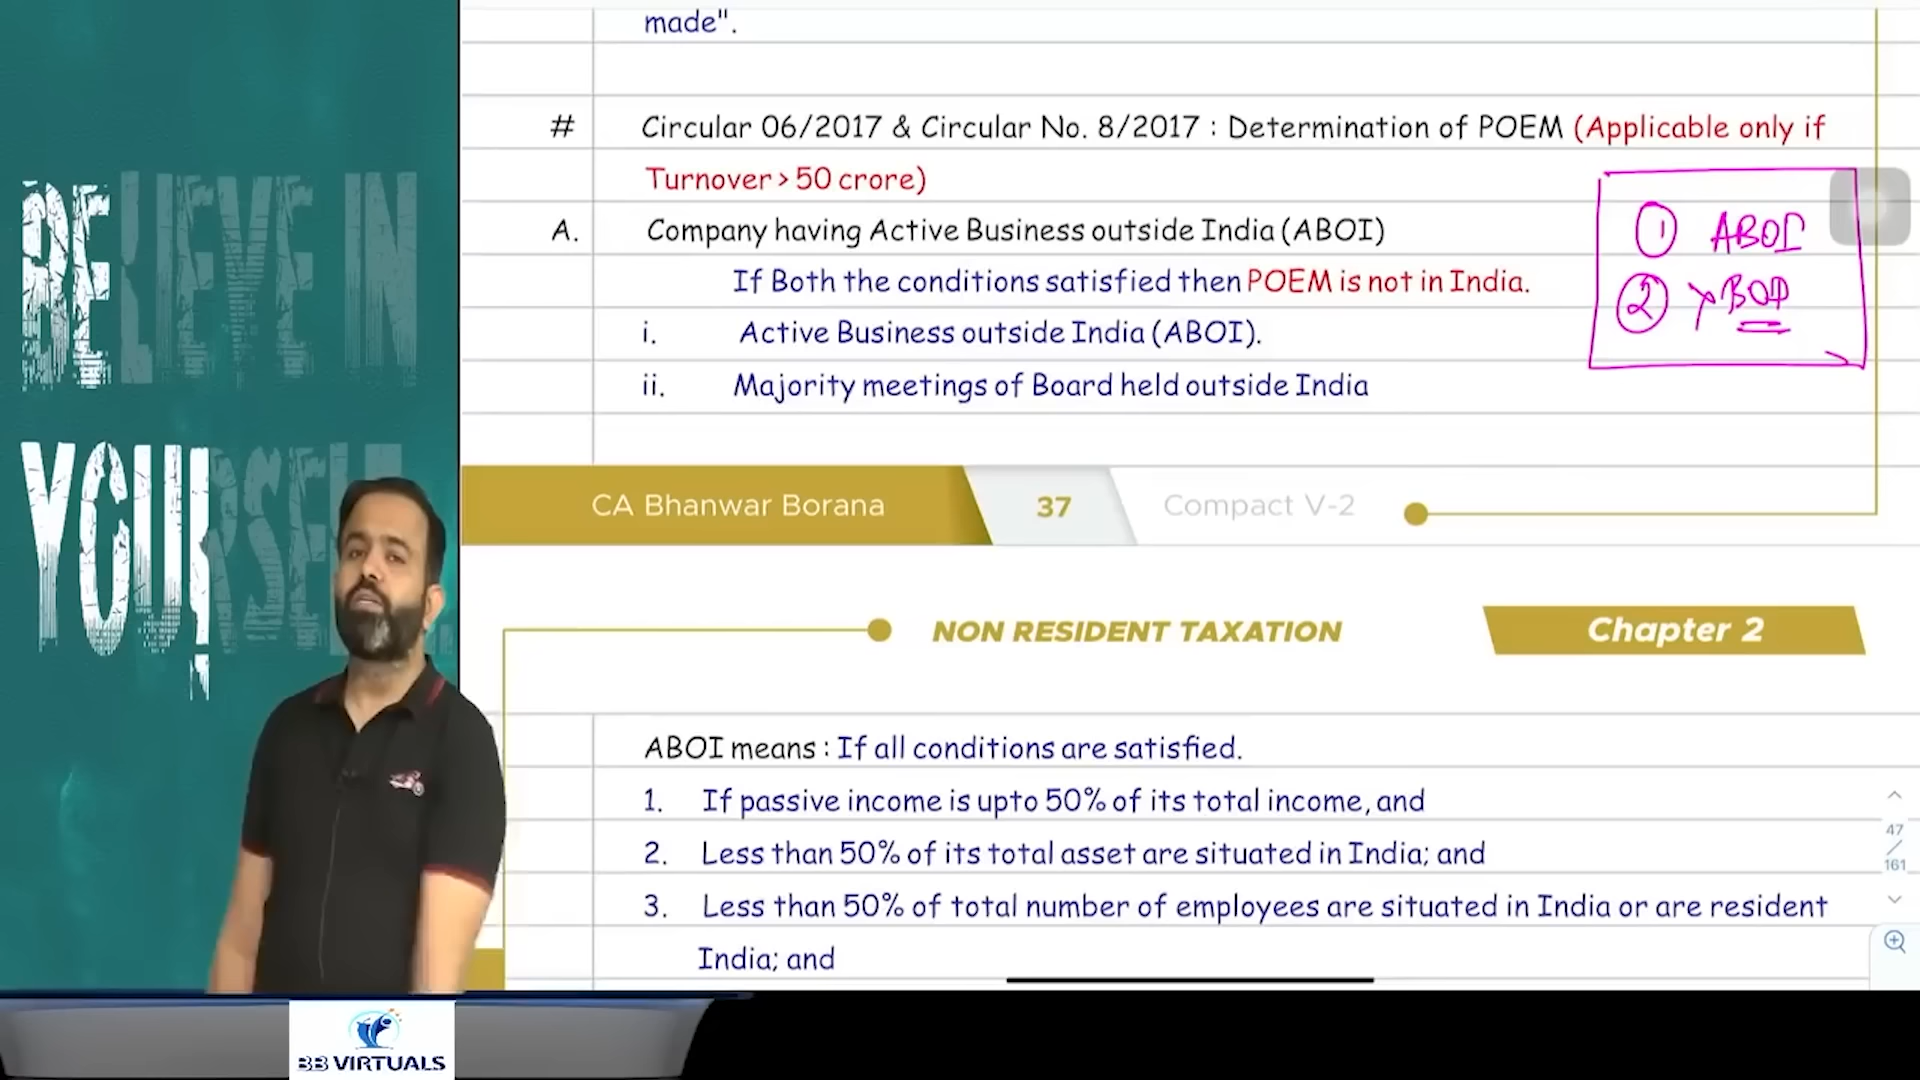 made".
# Circular 06/2017 & Circular No. 8/2017 : Determination of POEM (Applicable only if
Turnover > 50 crore)
A. Company having Active Business outside India (ABOI)
If Both the conditions satisfied then POEM is not in India.
i. Active Business outside India (ABOI).
ii. Majority meetings of Board held outside India
① ABOI
② BOD
CA Bhanwar Borana
37
Compact V-2
NON RESIDENT TAXATION
Chapter 2
ABOI means : If all conditions are satisfied.
1. If passive income is upto 50% of its total income, and
2. Less than 50% of its total asset are situated in India; and
3. Less than 50% of total number of employees are situated in India or are resident
India; and
47
/
161
BELIEVE IN
YOURSELF
BB VIRTUALS